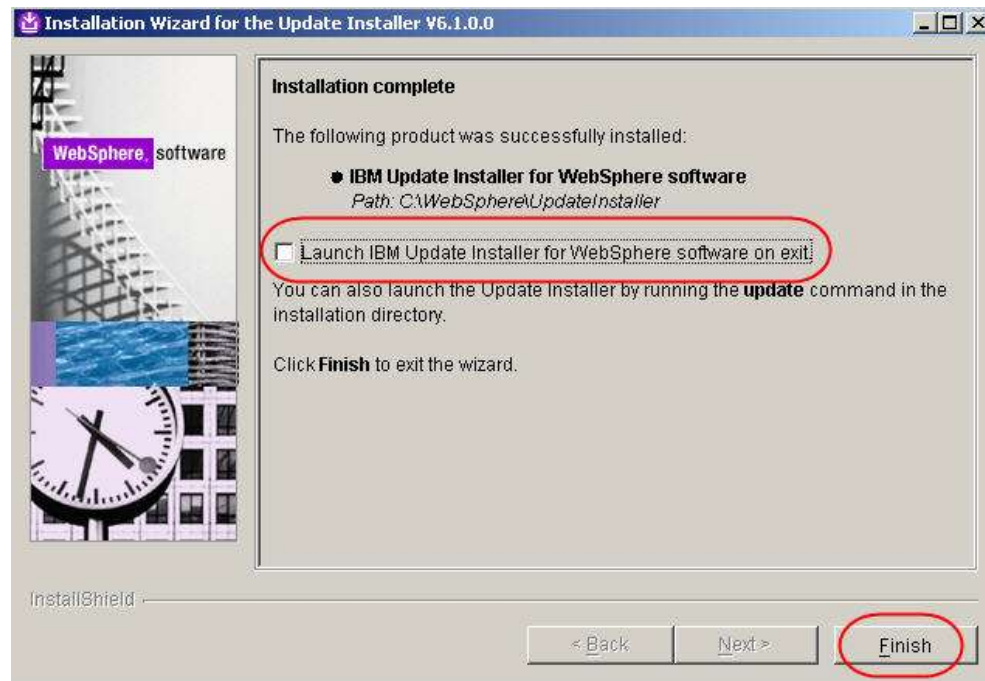 Installation Wizard for the Update Installer V6.1.0.0
Installation complete
The following product was successfully installed:
WebSphere software
IBM Update Installer for WebSphere software
Path: C:\WebSphere\UpdateInstaller
Launch IBM Update Installer for WebSphere software on exit.
You can also launch the Update Installer by running the update command in the
installation directory.
Click Finish to exit the wizard.
InstallShield
< Back
Next >
Finish